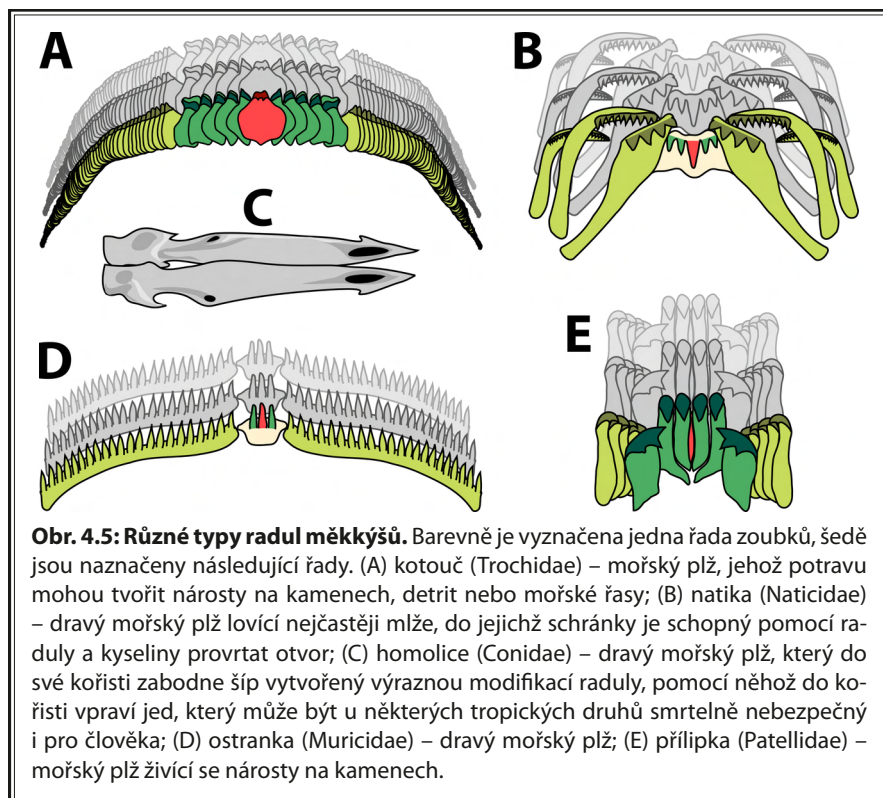 A
B
C
D
E
Obr. 4.5: Různé typy radul měkkýšů. Barevně je vyznačena jedna řada zoubků, šedě
jsou naznačeny následující řady. (A) kotouč (Trochidae) – mořský plž, jehož potravu
mohou tvořit nárosty na kamenech, detrit nebo mořské řasy; (B) natika (Naticidae)
– dravý mořský plž lovící nejčastěji mlže, do jejichž schránky je schopný pomocí ra-
duly a kyseliny provrtat otvor; (C) homolice (Conidae) – dravý mořský plž, který do
své kořisti zabodne šíp vytvořený výraznou modifikací raduly, pomocí něhož do ko-
řisti vpraví jed, který může být u některých tropických druhů smrtelně nebezpečný
i pro člověka; (D) ostranka (Muricidae) – dravý mořský plž; (E) přílipka (Patellidae) –
mořský plž živící se nárosty na kamenech.